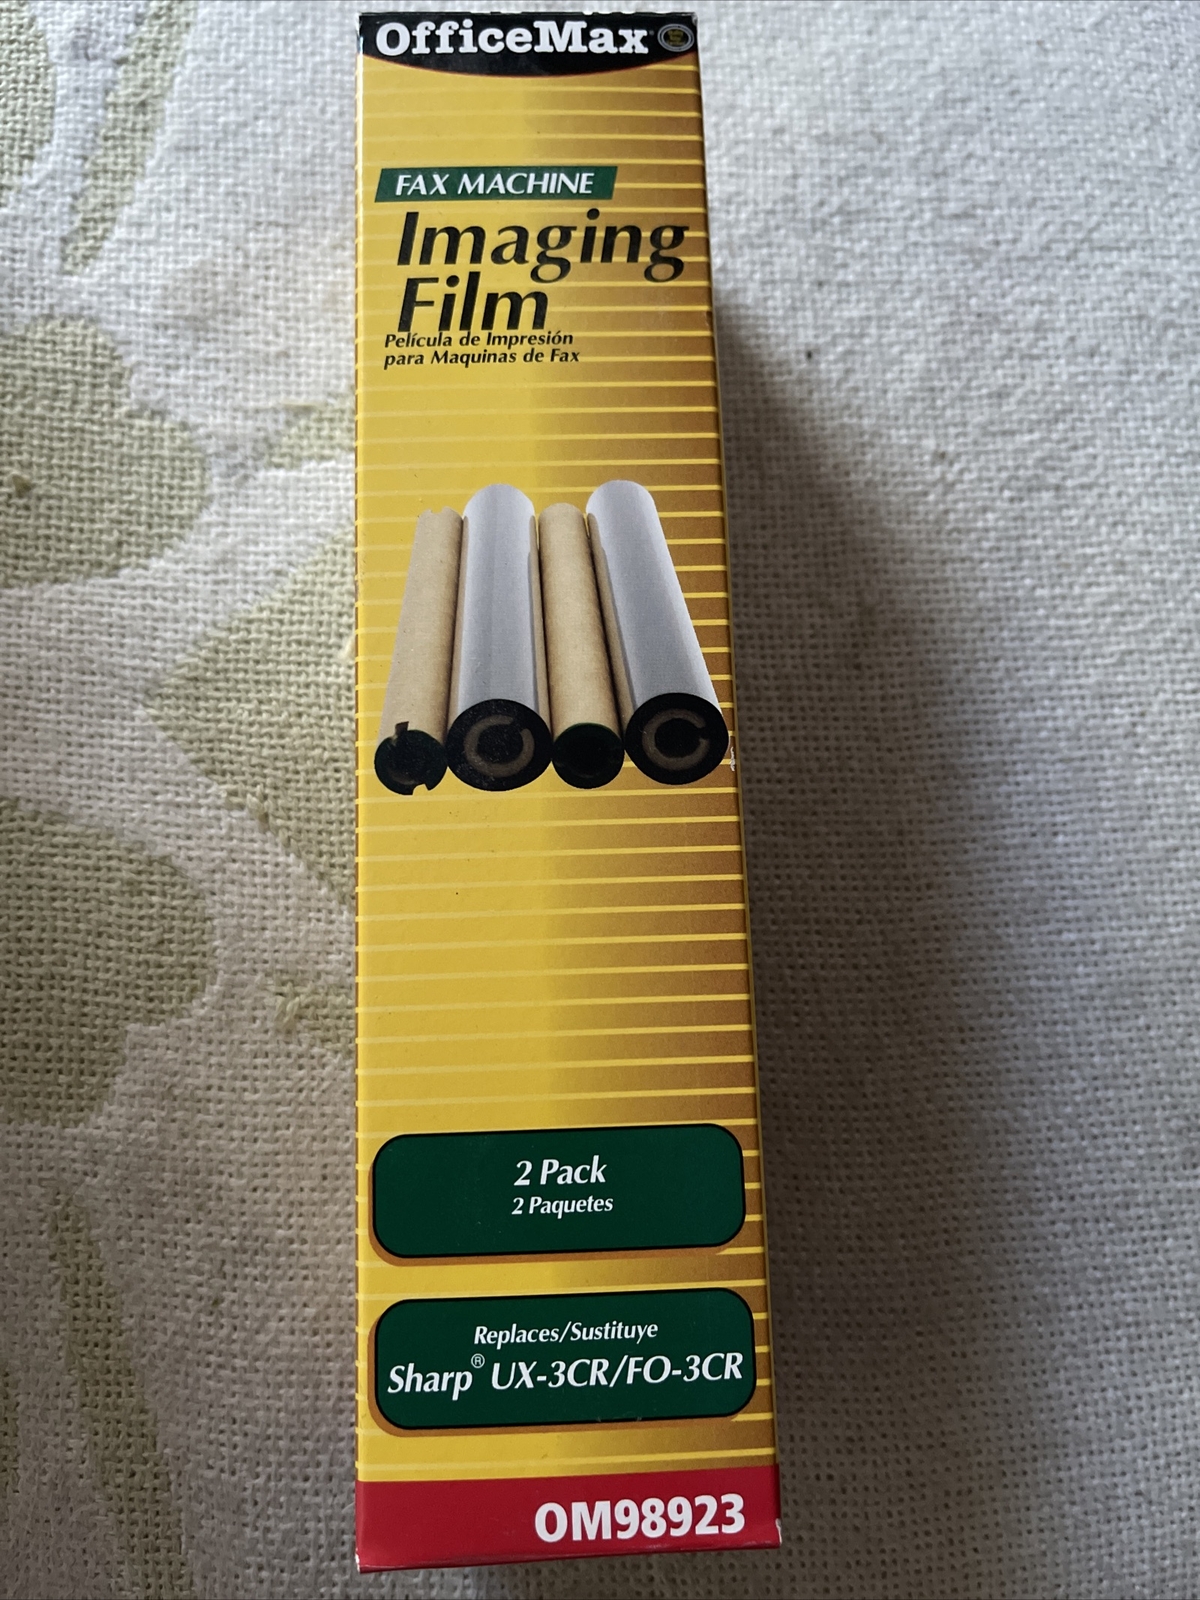 OfficeMax
FAX MACHINE
Imaging
Film
Película de Impresión
para Maquinas de Fax
2 Pack
2 Paquetes
Replaces/Sustituye
Sharp® UX-3CR/FO-3CR
OM98923